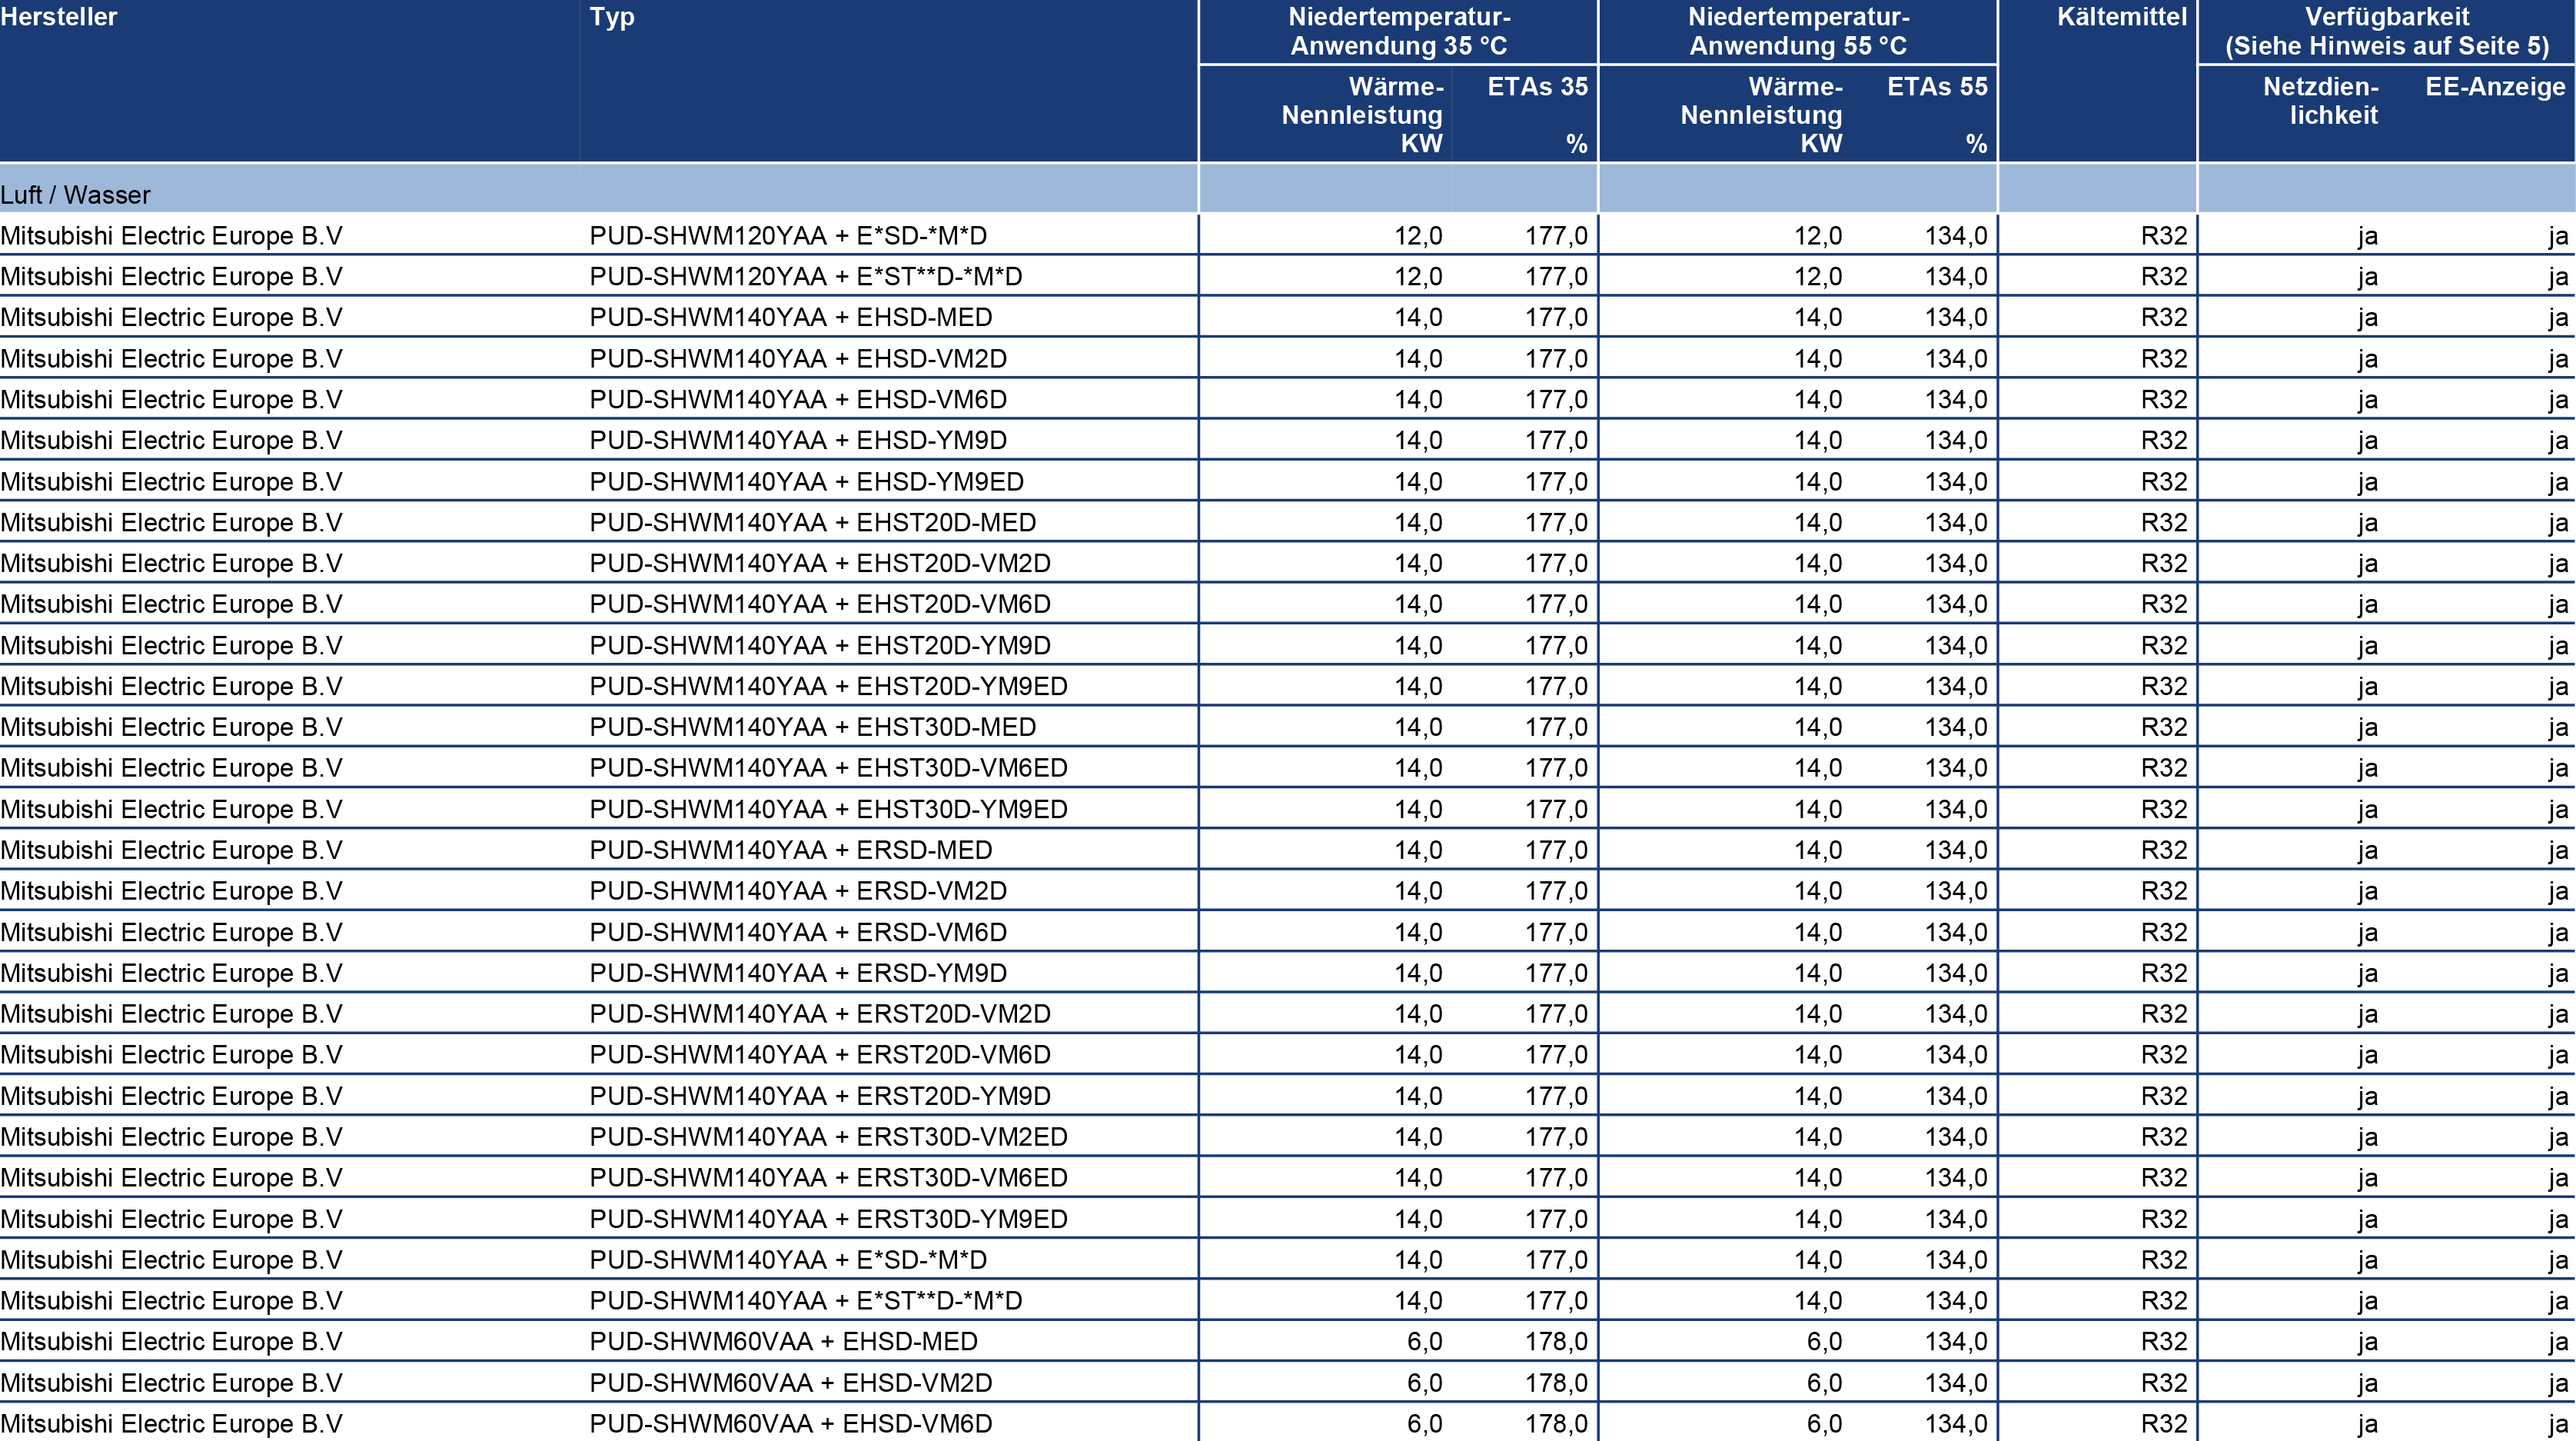 Hersteller Typ Niedertemperatur- Niedertemperatur- Kältemittel Verfügbarkeit
Anwendung 35 °C Anwendung 55 °C (Siehe Hinweis auf Seite 5)
Wärme- ETAs 35 Wärme- ETAs 55 Netzdien- EE-Anzeige
Nennleistung Nennleistung lichkeit
KW % KW %
Luft / Wasser
Mitsubishi Electric Europe B.V PUD-SHWM120YAA + E*SD-*M*D 12,0 177,0 12,0 134,0 R32 ja ja
Mitsubishi Electric Europe B.V PUD-SHWM120YAA + E*ST**D-*M*D 12,0 177,0 12,0 134,0 R32 ja ja
Mitsubishi Electric Europe B.V PUD-SHWM140YAA + EHSD-MED 14,0 177,0 14,0 134,0 R32 ja ja
Mitsubishi Electric Europe B.V PUD-SHWM140YAA + EHSD-VM2D 14,0 177,0 14,0 134,0 R32 ja ja
Mitsubishi Electric Europe B.V PUD-SHWM140YAA + EHSD-VM6D 14,0 177,0 14,0 134,0 R32 ja ja
Mitsubishi Electric Europe B.V PUD-SHWM140YAA + EHSD-YM9D 14,0 177,0 14,0 134,0 R32 ja ja
Mitsubishi Electric Europe B.V PUD-SHWM140YAA + EHSD-YM9ED 14,0 177,0 14,0 134,0 R32 ja ja
Mitsubishi Electric Europe B.V PUD-SHWM140YAA + EHST20D-MED 14,0 177,0 14,0 134,0 R32 ja ja
Mitsubishi Electric Europe B.V PUD-SHWM140YAA + EHST20D-VM2D 14,0 177,0 14,0 134,0 R32 ja ja
Mitsubishi Electric Europe B.V PUD-SHWM140YAA + EHST20D-VM6D 14,0 177,0 14,0 134,0 R32 ja ja
Mitsubishi Electric Europe B.V PUD-SHWM140YAA + EHST20D-YM9D 14,0 177,0 14,0 134,0 R32 ja ja
Mitsubishi Electric Europe B.V PUD-SHWM140YAA + EHST20D-YM9ED 14,0 177,0 14,0 134,0 R32 ja ja
Mitsubishi Electric Europe B.V PUD-SHWM140YAA + EHST30D-MED 14,0 177,0 14,0 134,0 R32 ja ja
Mitsubishi Electric Europe B.V PUD-SHWM140YAA + EHST30D-VM6ED 14,0 177,0 14,0 134,0 R32 ja ja
Mitsubishi Electric Europe B.V PUD-SHWM140YAA + EHST30D-YM9ED 14,0 177,0 14,0 134,0 R32 ja ja
Mitsubishi Electric Europe B.V PUD-SHWM140YAA + ERSD-MED 14,0 177,0 14,0 134,0 R32 ja ja
Mitsubishi Electric Europe B.V PUD-SHWM140YAA + ERSD-VM2D 14,0 177,0 14,0 134,0 R32 ja ja
Mitsubishi Electric Europe B.V PUD-SHWM140YAA + ERSD-VM6D 14,0 177,0 14,0 134,0 R32 ja ja
Mitsubishi Electric Europe B.V PUD-SHWM140YAA + ERSD-YM9D 14,0 177,0 14,0 134,0 R32 ja ja
Mitsubishi Electric Europe B.V PUD-SHWM140YAA + ERST20D-VM2D 14,0 177,0 14,0 134,0 R32 ja ja
Mitsubishi Electric Europe B.V PUD-SHWM140YAA + ERST20D-VM6D 14,0 177,0 14,0 134,0 R32 ja ja
Mitsubishi Electric Europe B.V PUD-SHWM140YAA + ERST20D-YM9D 14,0 177,0 14,0 134,0 R32 ja ja
Mitsubishi Electric Europe B.V PUD-SHWM140YAA + ERST30D-VM2ED 14,0 177,0 14,0 134,0 R32 ja ja
Mitsubishi Electric Europe B.V PUD-SHWM140YAA + ERST30D-VM6ED 14,0 177,0 14,0 134,0 R32 ja ja
Mitsubishi Electric Europe B.V PUD-SHWM140YAA + ERST30D-YM9ED 14,0 177,0 14,0 134,0 R32 ja ja
Mitsubishi Electric Europe B.V PUD-SHWM140YAA + E*SD-*M*D 14,0 177,0 14,0 134,0 R32 ja ja
Mitsubishi Electric Europe B.V PUD-SHWM140YAA + E*ST**D-*M*D 14,0 177,0 14,0 134,0 R32 ja ja
Mitsubishi Electric Europe B.V PUD-SHWM60VAA + EHSD-MED 6,0 178,0 6,0 134,0 R32 ja ja
Mitsubishi Electric Europe B.V PUD-SHWM60VAA + EHSD-VM2D 6,0 178,0 6,0 134,0 R32 ja ja
Mitsubishi Electric Europe B.V PUD-SHWM60VAA + EHSD-VM6D 6,0 178,0 6,0 134,0 R32 ja ja